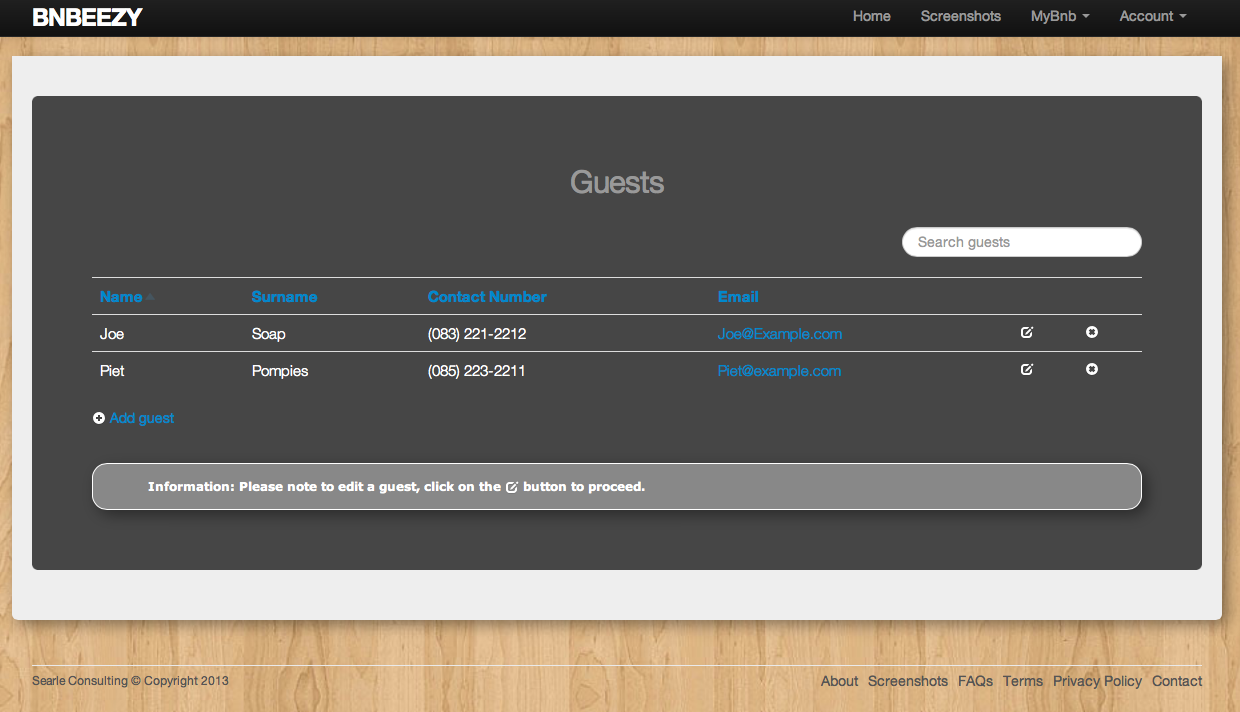 BNBEEZY Home Screenshots MyBnb Account
Guests
Search guests
Name Surname Contact Number Email
Joe Soap (083) 221-2212 Joe@Example.com
Piet Pompies (085) 223-2211 Piet@example.com
Add guest
Information: Please note to edit a guest, click on the button to proceed.
Searle Consulting © Copyright 2013 About Screenshots FAQs Terms Privacy Policy Contact